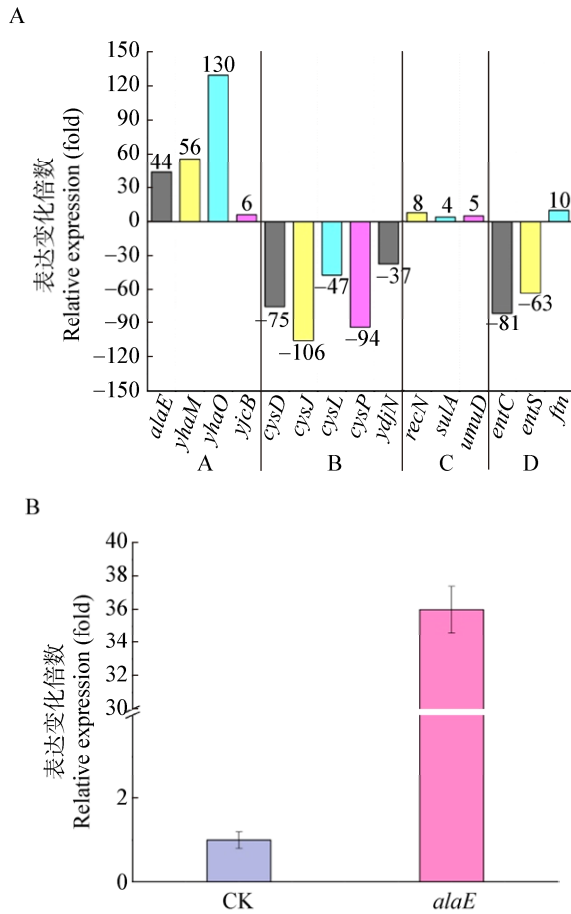 A
表达变化倍数
Relative expression (fold)
150
120
90
60
30
0
−30
−60
−90
−120
−150
44
56
130
6
−75
−106
−47
−94
−37
8
4
5
−81
−63
10
alaE
yhaM
yhaO
yjcB
cysD
cysJ
cysL
cysP
ydjN
recN
sulA
umuD
entC
entS
ftn
A
B
C
D
B
表达变化倍数
Relative expression (fold)
40
38
36
34
32
30
2
0
CK
alaE